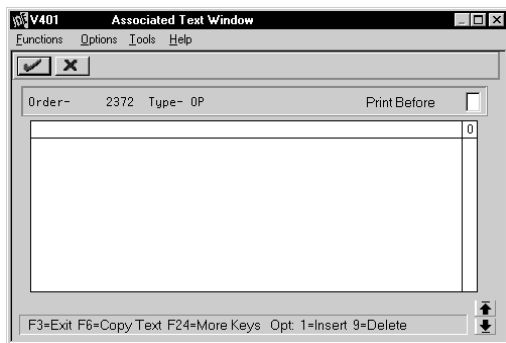 V401 Associated Text Window
Functions Options Tools Help
Order- 2372 Type- OP Print Before
0
F3=Exit F6=Copy Text F24=More Keys Opt: 1=Insert 9=Delete